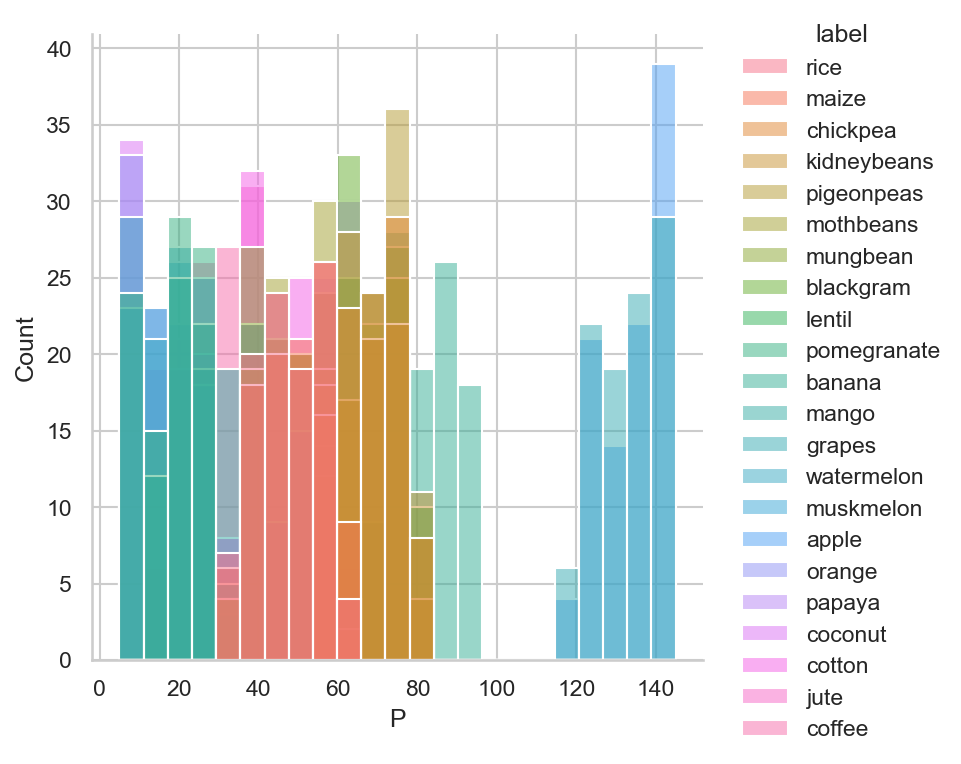 40
35
30
25
20
15
10
5
0
Count
0 20 40 60 80 100 120 140
P
label
rice
maize
chickpea
kidneybeans
pigeonpeas
mothbeans
mungbean
blackgram
lentil
pomegranate
banana
mango
grapes
watermelon
muskmelon
apple
orange
papaya
coconut
cotton
jute
coffee